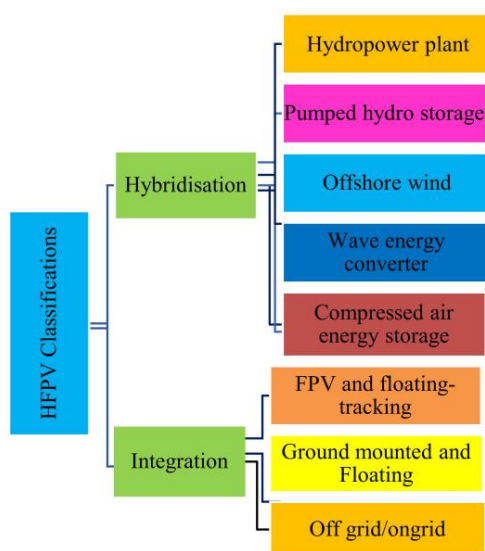 HFPV Classifications
Hybridisation
Hydropower plant
Pumped hydro storage
Offshore wind
Wave energy
converter
Compressed air
energy storage
Integration
FPV and floating-
tracking
Ground mounted and
Floating
Off grid/ongrid